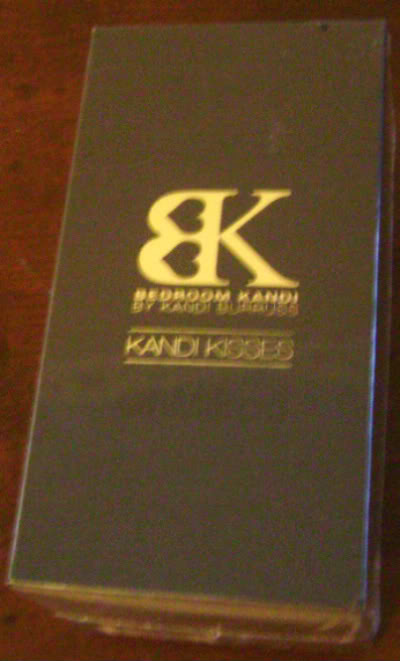 BK
BEDROOM KANDI
BY KANDI BURRUSS
KANDI KISSES